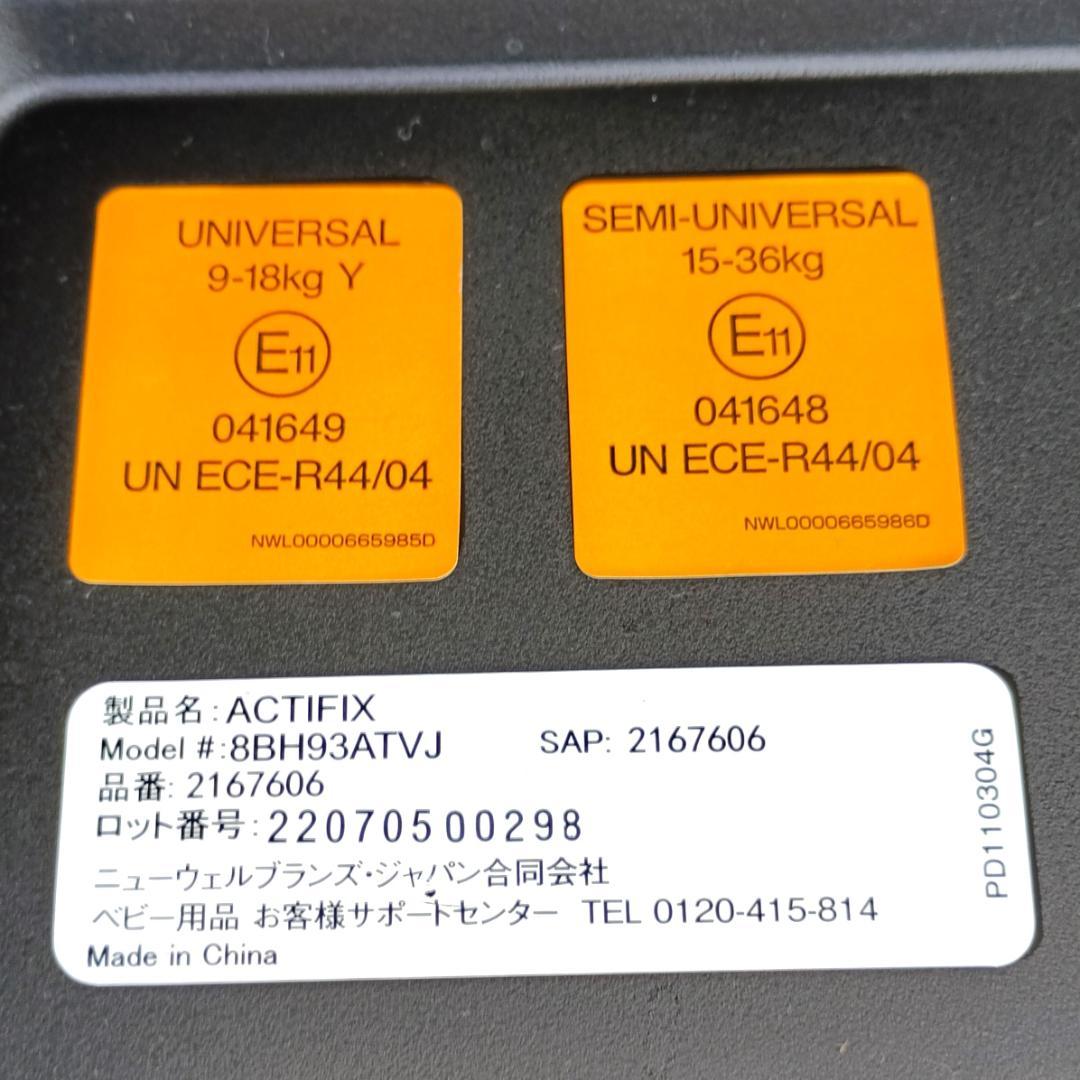 UNIVERSAL
9-18kg Y
E11
041649
UN ECE-R44/04
NWL0000665985D
SEMI-UNIVERSAL
15-36kg
E11
041648
UN ECE-R44/04
NWL0000665986D
製品名:ACTIFIX
Model #:8BH93ATVJ SAP: 2167606
品番: 2167606
ロット番号:22070500298
ニューウェルブランズ・ジャパン合同会社
ベビー用品 お客様サポートセンター TEL 0120-415-814
Made in China
PD110304G